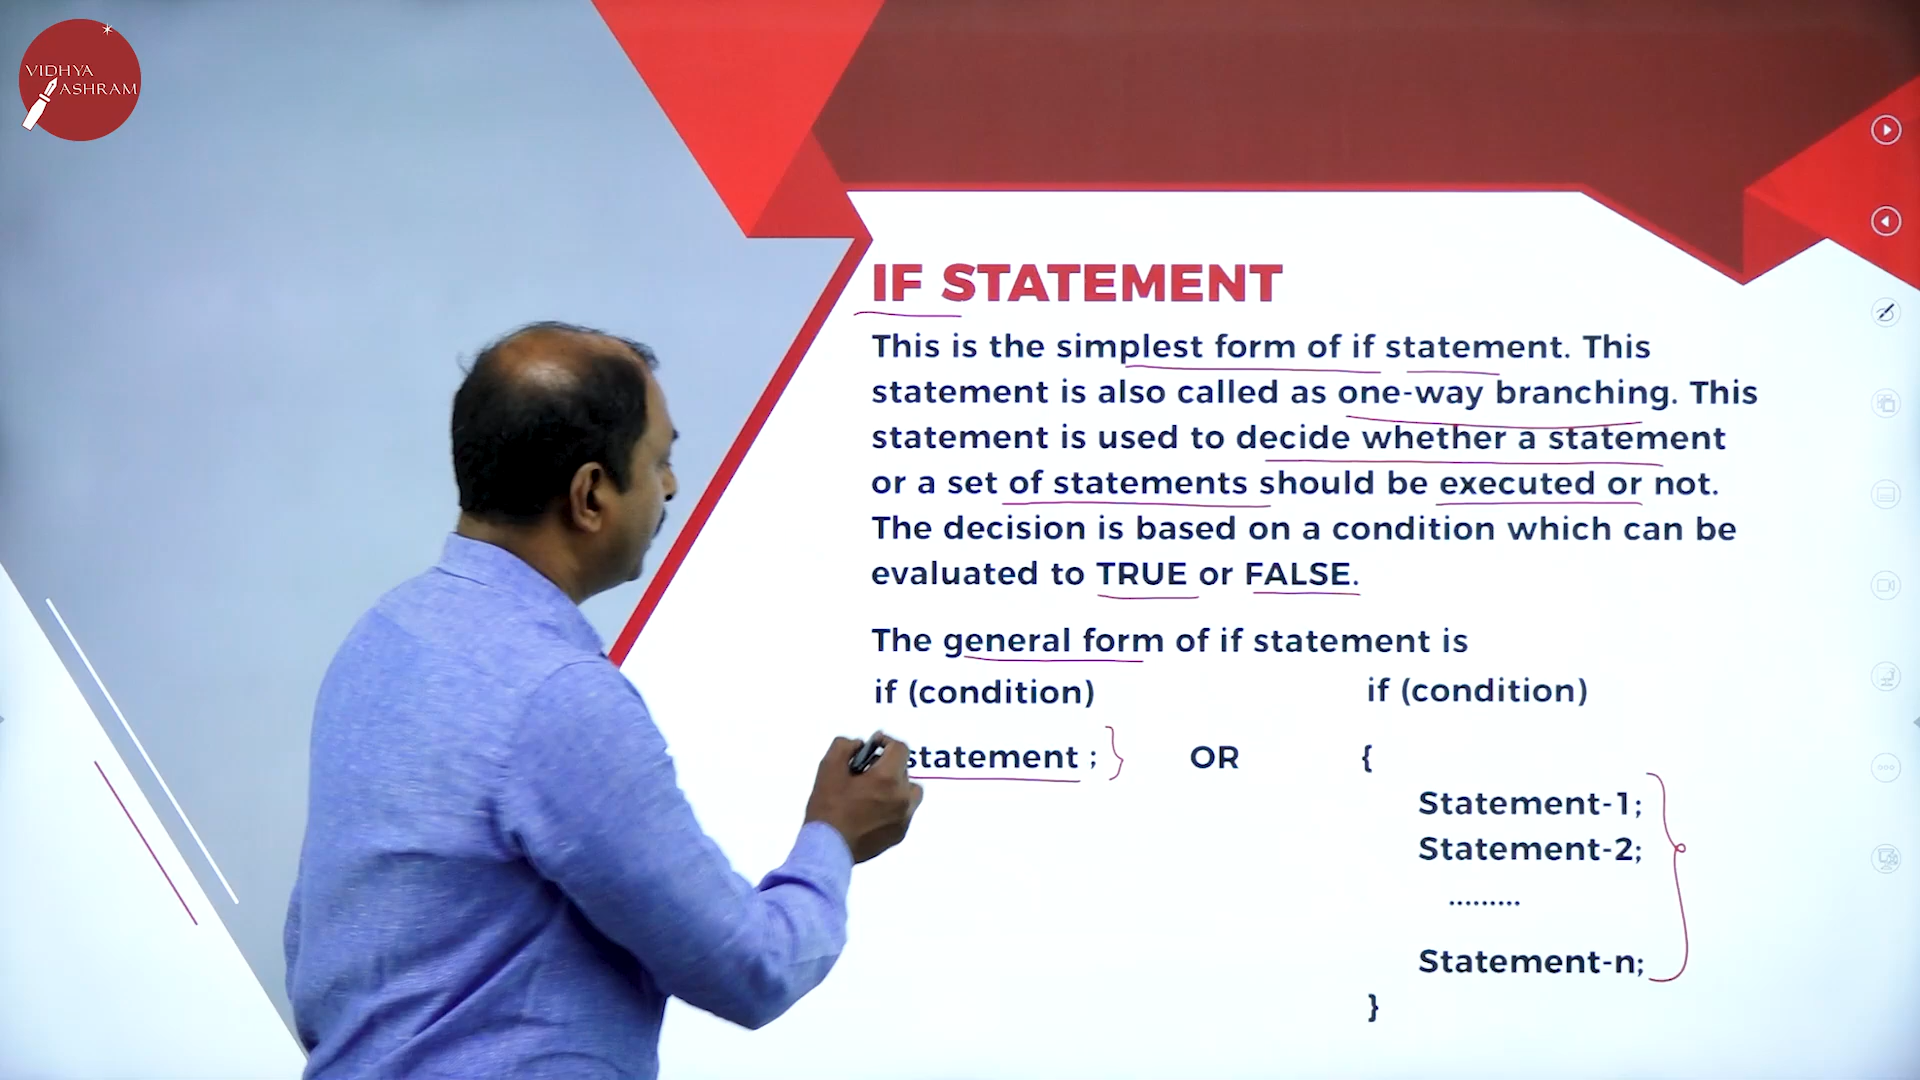 VIDHYA
ASHRAM
IF STATEMENT
This is the simplest form of if statement. This
statement is also called as one-way branching. This
statement is used to decide whether a statement
or a set of statements should be executed or not.
The decision is based on a condition which can be
evaluated to TRUE or FALSE.
The general form of if statement is
if (condition)
statement ;
OR
if (condition)
{
Statement-1;
Statement-2;
.........
Statement-n;
}